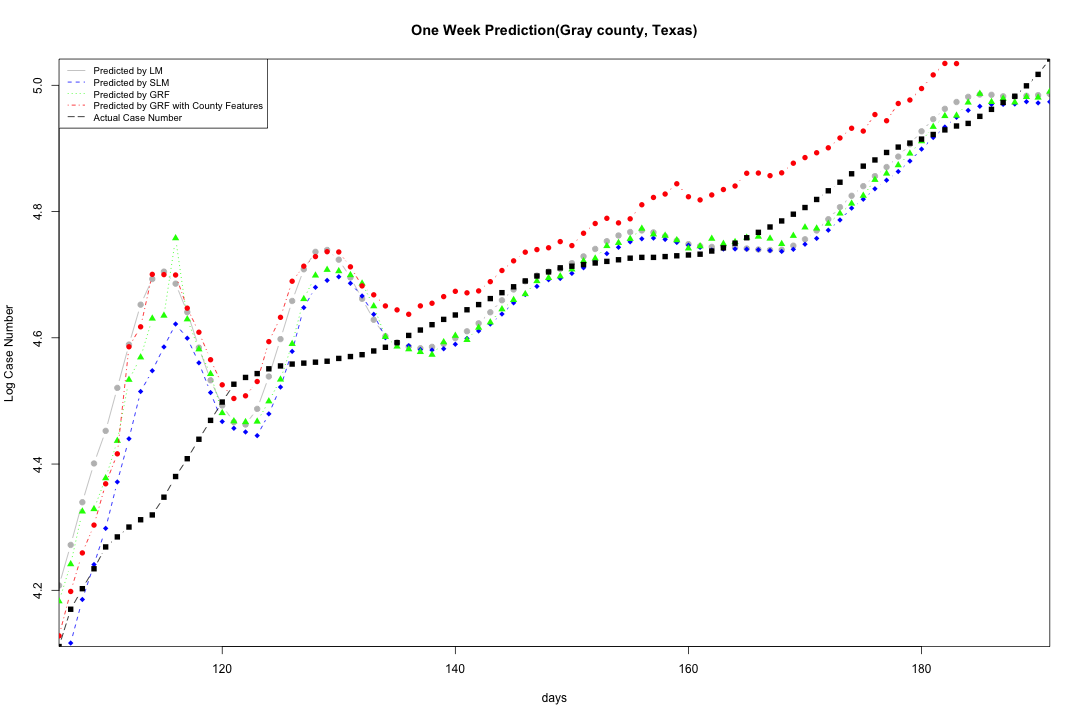 One Week Prediction(Gray county, Texas)
Predicted by LM
Predicted by SLM
Predicted by GRF
Predicted by GRF with County Features
Actual Case Number
5.0
4.8
4.6
4.4
4.2
Log Case Number
120 140 160 180
days